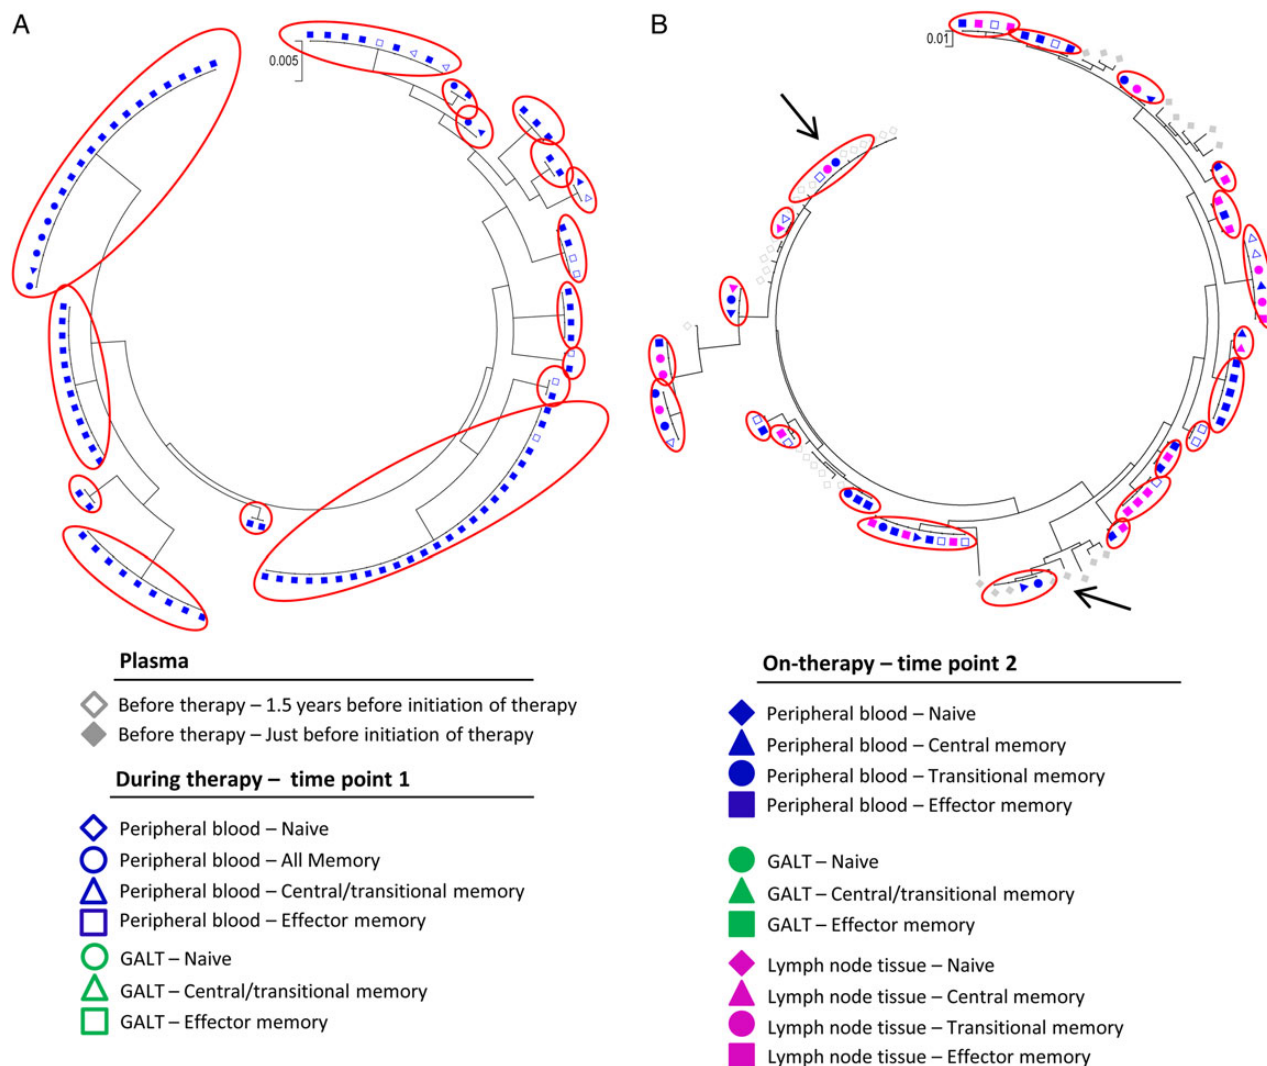 A
B
0.005
0.01
Plasma
Before therapy – 1.5 years before initiation of therapy
Before therapy – Just before initiation of therapy
During therapy – time point 1
Peripheral blood – Naive
Peripheral blood – All Memory
Peripheral blood – Central/transitional memory
Peripheral blood – Effector memory
GALT – Naive
GALT – Central/transitional memory
GALT – Effector memory
On-therapy – time point 2
Peripheral blood – Naive
Peripheral blood – Central memory
Peripheral blood – Transitional memory
Peripheral blood – Effector memory
GALT – Naive
GALT – Central/transitional memory
GALT – Effector memory
Lymph node tissue – Naive
Lymph node tissue – Central memory
Lymph node tissue – Transitional memory
Lymph node tissue – Effector memory